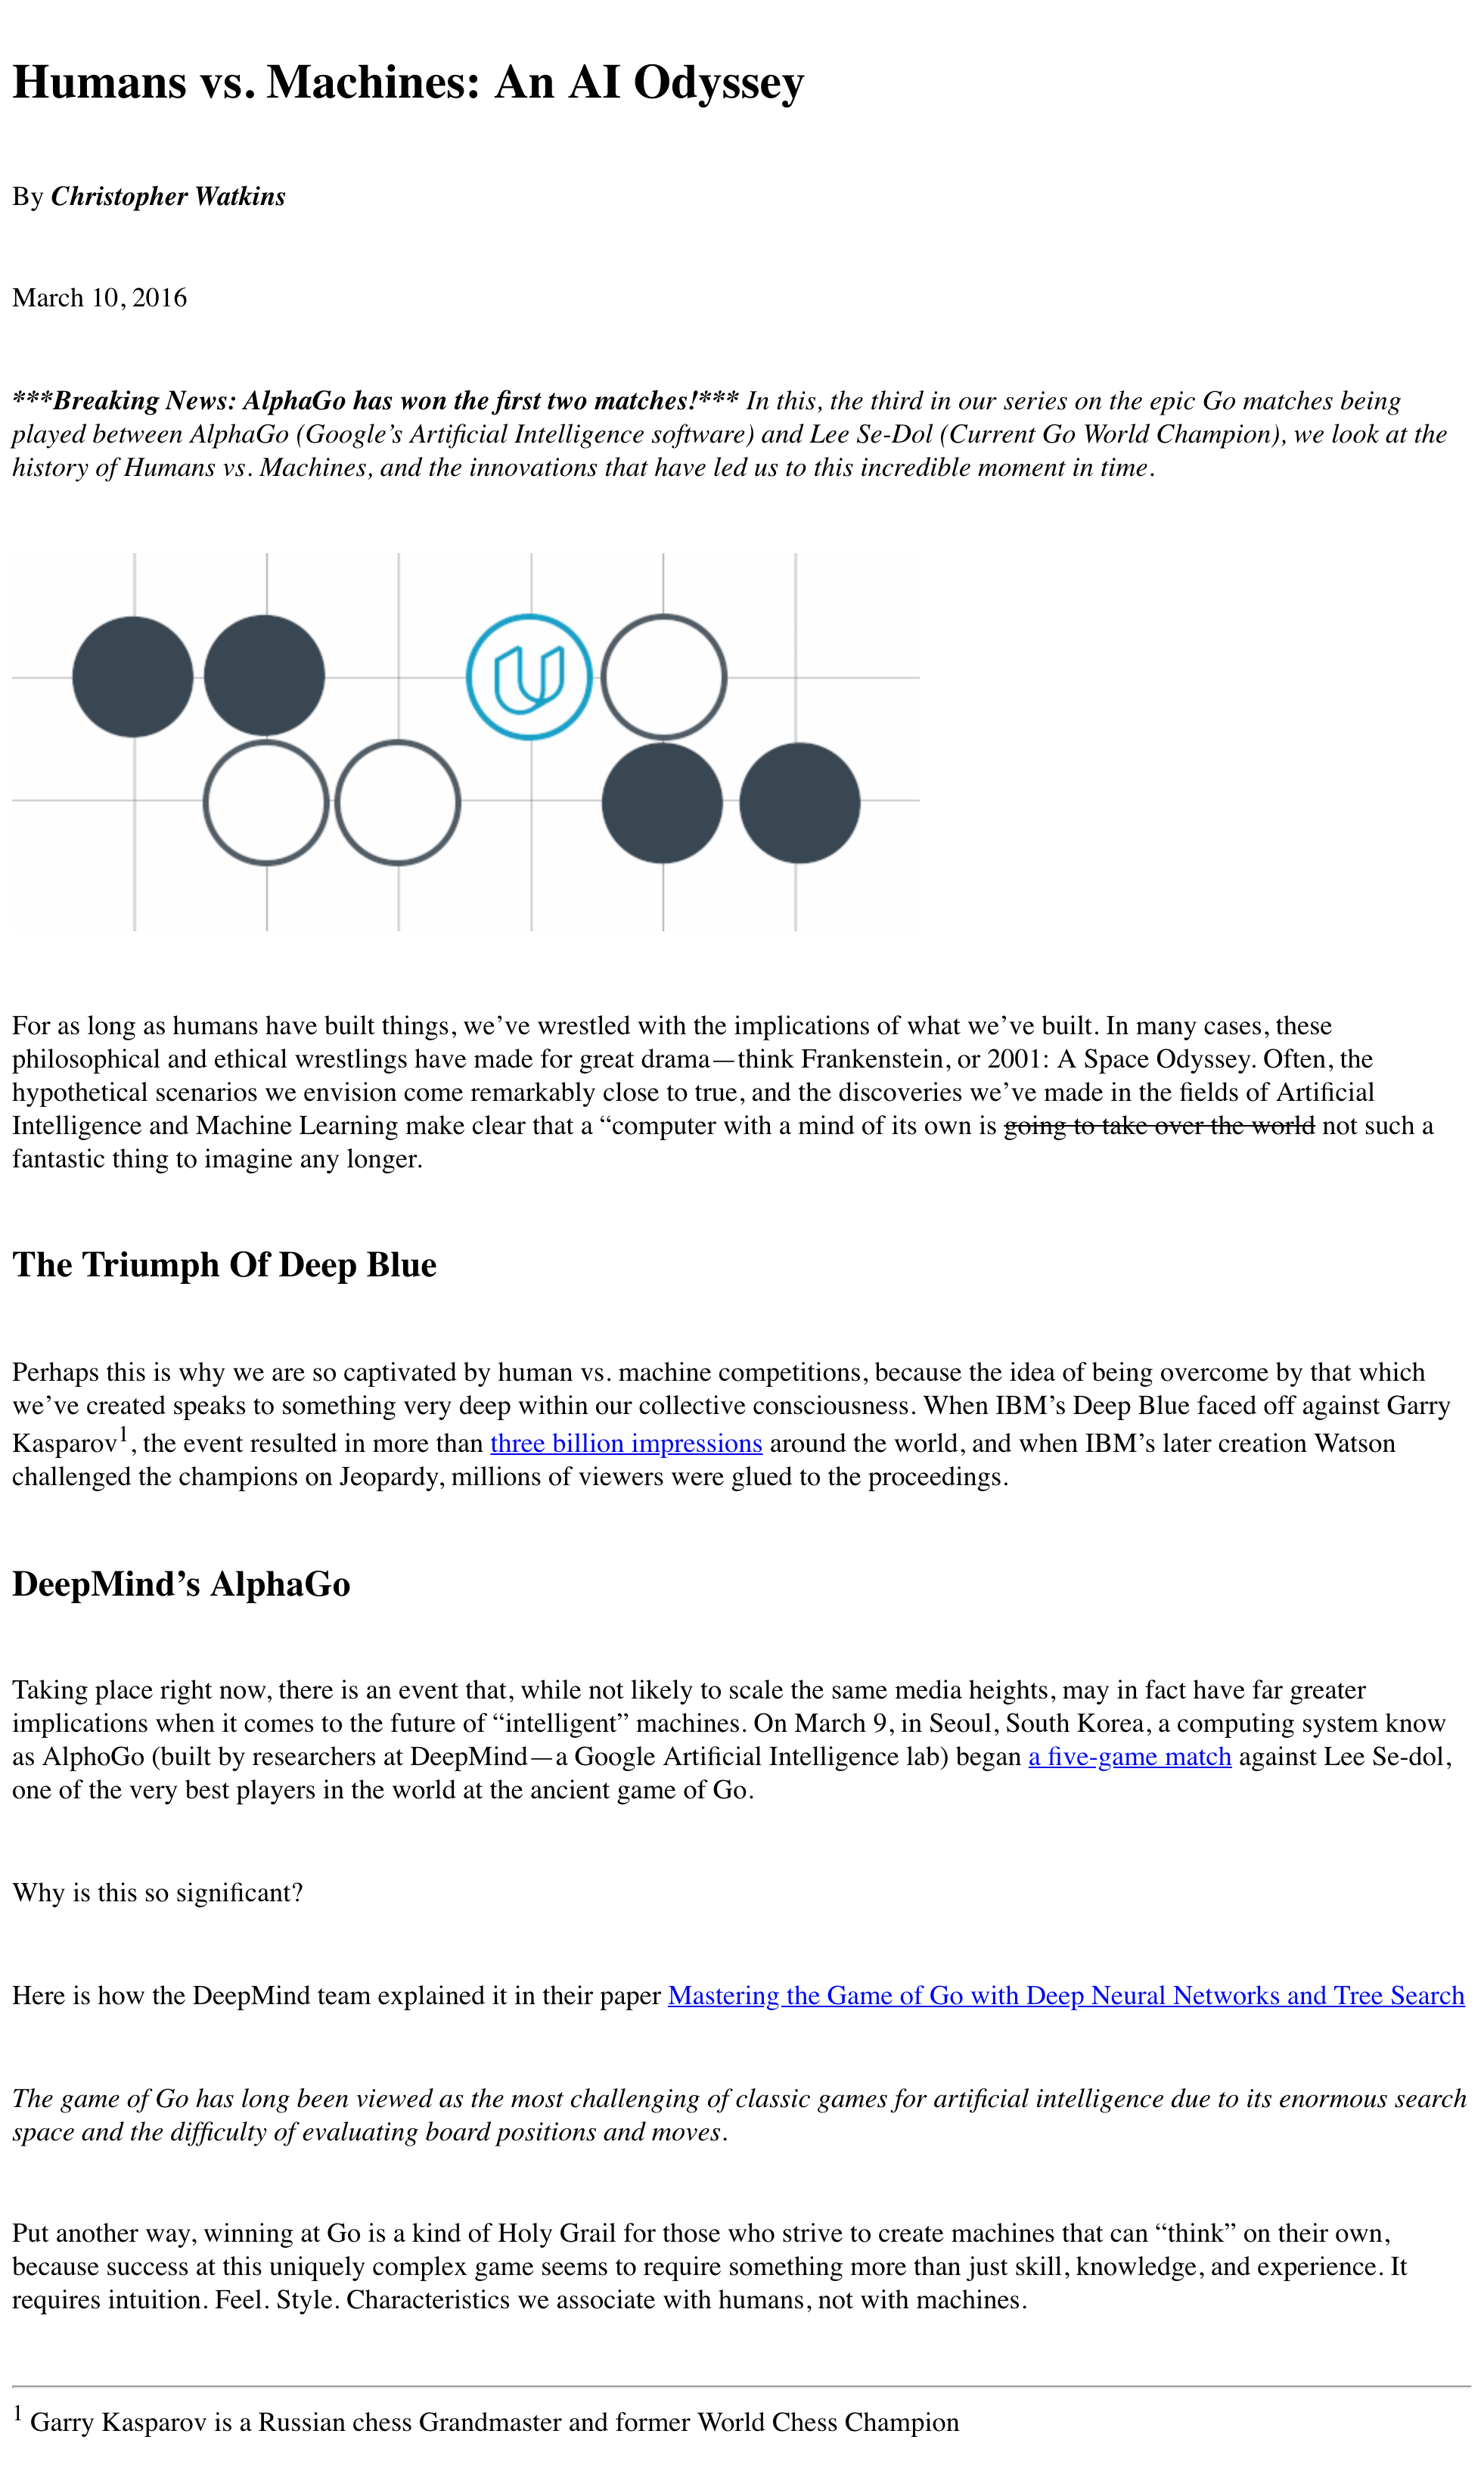 Humans vs. Machines: An AI Odyssey
By Christopher Watkins
March 10, 2016
***Breaking News: AlphaGo has won the first two matches!*** In this, the third in our series on the epic Go matches being
played between AlphaGo (Google’s Artificial Intelligence software) and Lee Se-Dol (Current Go World Champion), we look at the
history of Humans vs. Machines, and the innovations that have led us to this incredible moment in time.
For as long as humans have built things, we’ve wrestled with the implications of what we’ve built. In many cases, these
philosophical and ethical wrestlings have made for great drama—think Frankenstein, or 2001: A Space Odyssey. Often, the
hypothetical scenarios we envision come remarkably close to true, and the discoveries we’ve made in the fields of Artificial
Intelligence and Machine Learning make clear that a “computer with a mind of its own is going to take over the world not such a
fantastic thing to imagine any longer.
The Triumph Of Deep Blue
Perhaps this is why we are so captivated by human vs. machine competitions, because the idea of being overcome by that which
we’ve created speaks to something very deep within our collective consciousness. When IBM’s Deep Blue faced off against Garry
Kasparov1, the event resulted in more than three billion impressions around the world, and when IBM’s later creation Watson
challenged the champions on Jeopardy, millions of viewers were glued to the proceedings.
DeepMind’s AlphaGo
Taking place right now, there is an event that, while not likely to scale the same media heights, may in fact have far greater
implications when it comes to the future of “intelligent” machines. On March 9, in Seoul, South Korea, a computing system know
as AlphoGo (built by researchers at DeepMind—a Google Artificial Intelligence lab) began a five-game match against Lee Se-dol,
one of the very best players in the world at the ancient game of Go.
Why is this so significant?
Here is how the DeepMind team explained it in their paper Mastering the Game of Go with Deep Neural Networks and Tree Search
The game of Go has long been viewed as the most challenging of classic games for artificial intelligence due to its enormous search
space and the difficulty of evaluating board positions and moves.
Put another way, winning at Go is a kind of Holy Grail for those who strive to create machines that can “think” on their own,
because success at this uniquely complex game seems to require something more than just skill, knowledge, and experience. It
requires intuition. Feel. Style. Characteristics we associate with humans, not with machines.
1 Garry Kasparov is a Russian chess Grandmaster and former World Chess Champion